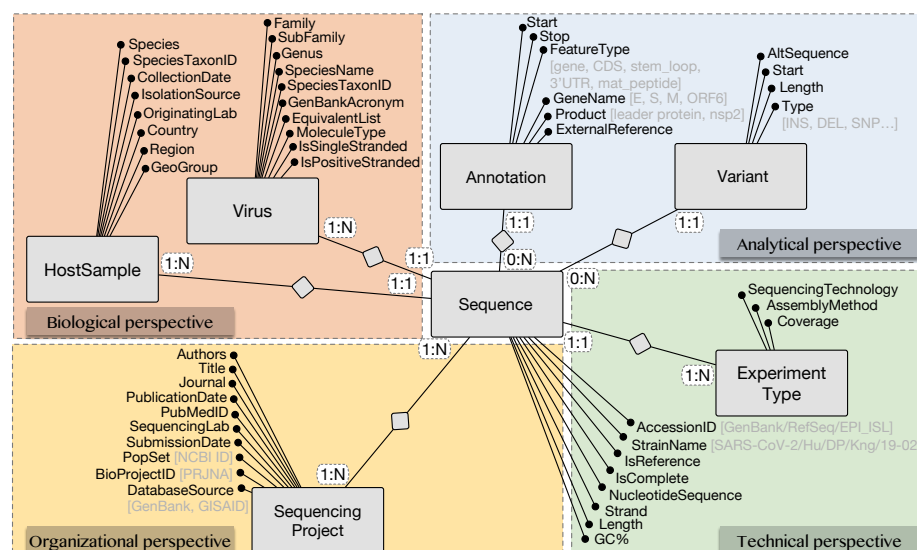 Species
SpeciesTaxonID
CollectionDate
IsolationSource
OriginatingLab
Country
Region
GeoGroup
HostSample
1:N
Family
SubFamily
Genus
SpeciesName
SpeciesTaxonID
GenBankAcronym
EquivalentList
MoleculeType
IsSingleStranded
IsPositiveStranded
Virus
1:N
1:1
1:1
Biological perspective
Start
Stop
FeatureType
[gene, CDS, stem_loop,
3'UTR, mat_peptide]
GeneName [E, S, M, ORF6]
Product [leader protein, nsp2]
ExternalReference
Annotation
1:1
0:N
AltSequence
Start
Length
Type
[INS, DEL, SNP…]
Variant
1:1
0:N
Analytical perspective
Sequence
1:N
1:1
SequencingTechnology
AssemblyMethod
Coverage
1:N
Experiment
Type
AccessionID [GenBank/RefSeq/EPI_ISL]
StrainName [SARS-CoV-2/Hu/DP/Kng/19-02
IsReference
IsComplete
NucleotideSequence
Strand
Length
GC%
Technical perspective
Authors
Title
Journal
PublicationDate
PubMedID
SequencingLab
SubmissionDate
PopSet [NCBI ID]
BioProjectID [PRJNA]
DatabaseSource
[GenBank, GISAID]
1:N
Sequencing
Project
Organizational perspective